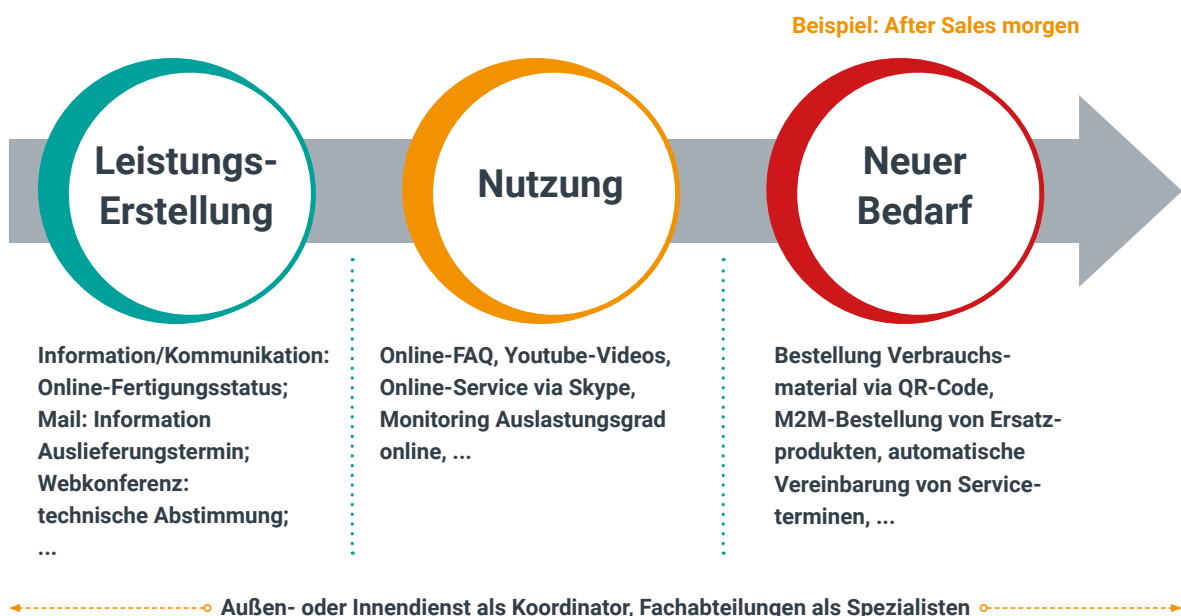 Beispiel: After Sales morgen
Leistungs-
Erstellung
Nutzung
Neuer
Bedarf
Information/Kommunikation:
Online-Fertigungsstatus;
Mail: Information
Auslieferungstermin;
Webkonferenz:
technische Abstimmung;
...
Online-FAQ, Youtube-Videos,
Online-Service via Skype,
Monitoring Auslastungsgrad
online, ...
Bestellung Verbrauchs-
material via QR-Code,
M2M-Bestellung von Ersatz-
produkten, automatische
Vereinbarung von Service-
terminen, ...
Außen- oder Innendienst als Koordinator, Fachabteilungen als Spezialisten